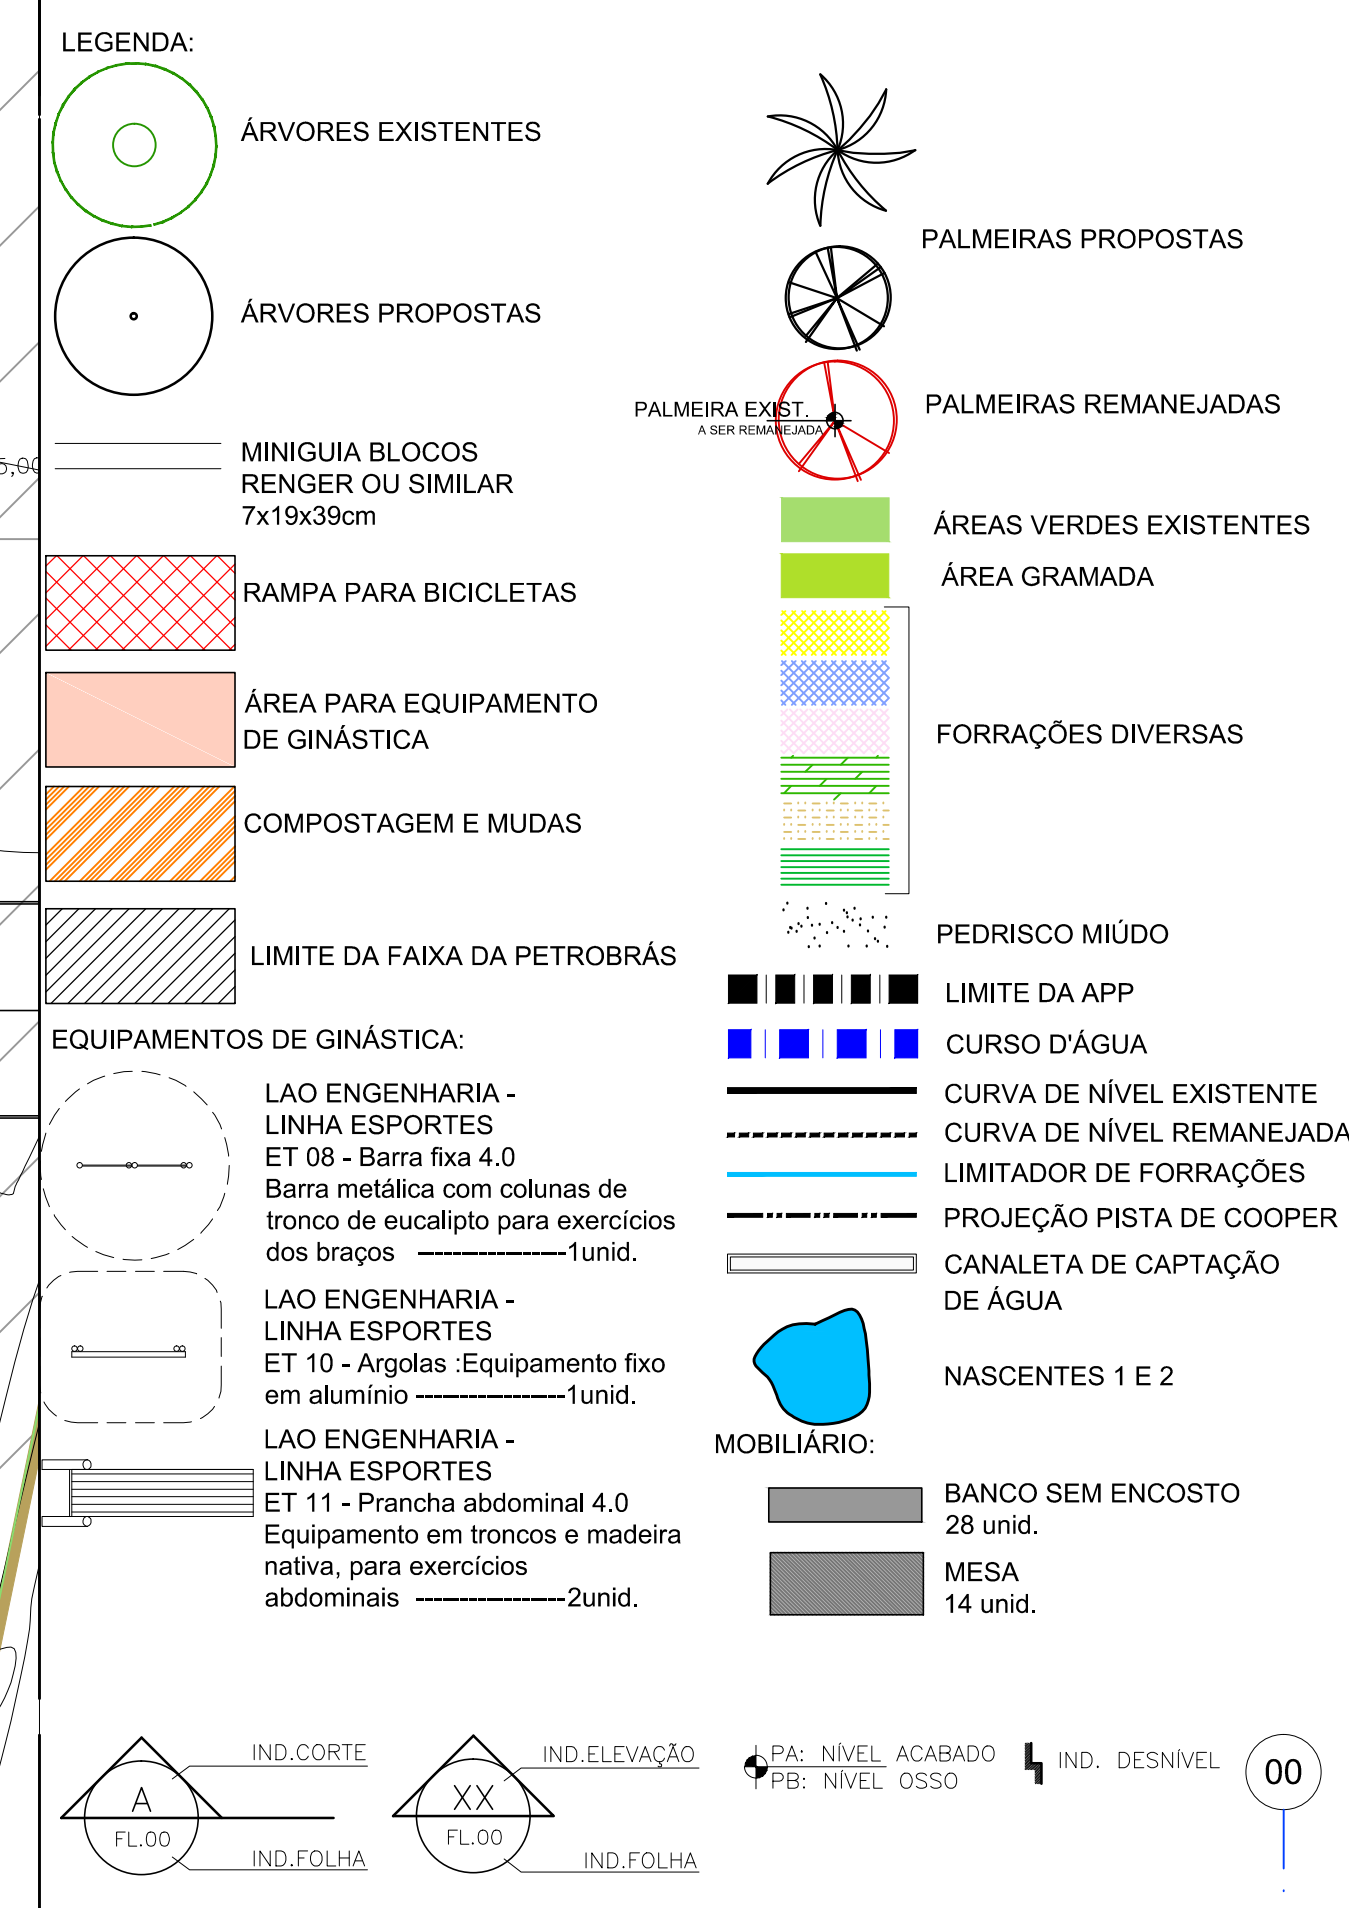 LEGENDA:
ÁRVORES EXISTENTES
ÁRVORES PROPOSTAS
MINIGUIA BLOCOS
RENGER OU SIMILAR
7x19x39cm
RAMPA PARA BICICLETAS
ÁREA PARA EQUIPAMENTO
DE GINÁSTICA
COMPOSTAGEM E MUDAS
LIMITE DA FAIXA DA PETROBRÁS
EQUIPAMENTOS DE GINÁSTICA:
LAO ENGENHARIA -
LINHA ESPORTES
ET 08 - Barra fixa 4.0
Barra metálica com colunas de
tronco de eucalipto para exercícios
dos braços -----------------1unid.
LAO ENGENHARIA -
LINHA ESPORTES
ET 10 - Argolas :Equipamento fixo
em alumínio -----------------1unid.
LAO ENGENHARIA -
LINHA ESPORTES
ET 11 - Prancha abdominal 4.0
Equipamento em troncos e madeira
nativa, para exercícios
abdominais -----------------2unid.
PALMEIRAS PROPOSTAS
PALMEIRA EXIST.
A SER REMANEJADA
PALMEIRAS REMANEJADAS
ÁREAS VERDES EXISTENTES
ÁREA GRAMADA
FORRAÇÕES DIVERSAS
PEDRISCO MIÚDO
LIMITE DA APP
CURSO D'ÁGUA
CURVA DE NÍVEL EXISTENTE
CURVA DE NÍVEL REMANEJADA
LIMITADOR DE FORRAÇÕES
PROJEÇÃO PISTA DE COOPER
CANALETA DE CAPTAÇÃO
DE ÁGUA
NASCENTES 1 E 2
MOBILIÁRIO:
BANCO SEM ENCOSTO
28 unid.
MESA
14 unid.
IND.CORTE
A
FL.00
IND.FOLHA
IND.ELEVAÇÃO
XX
FL.00
IND.FOLHA
PA: NÍVEL ACABADO
PB: NÍVEL OSSO
IND. DESNÍVEL
00